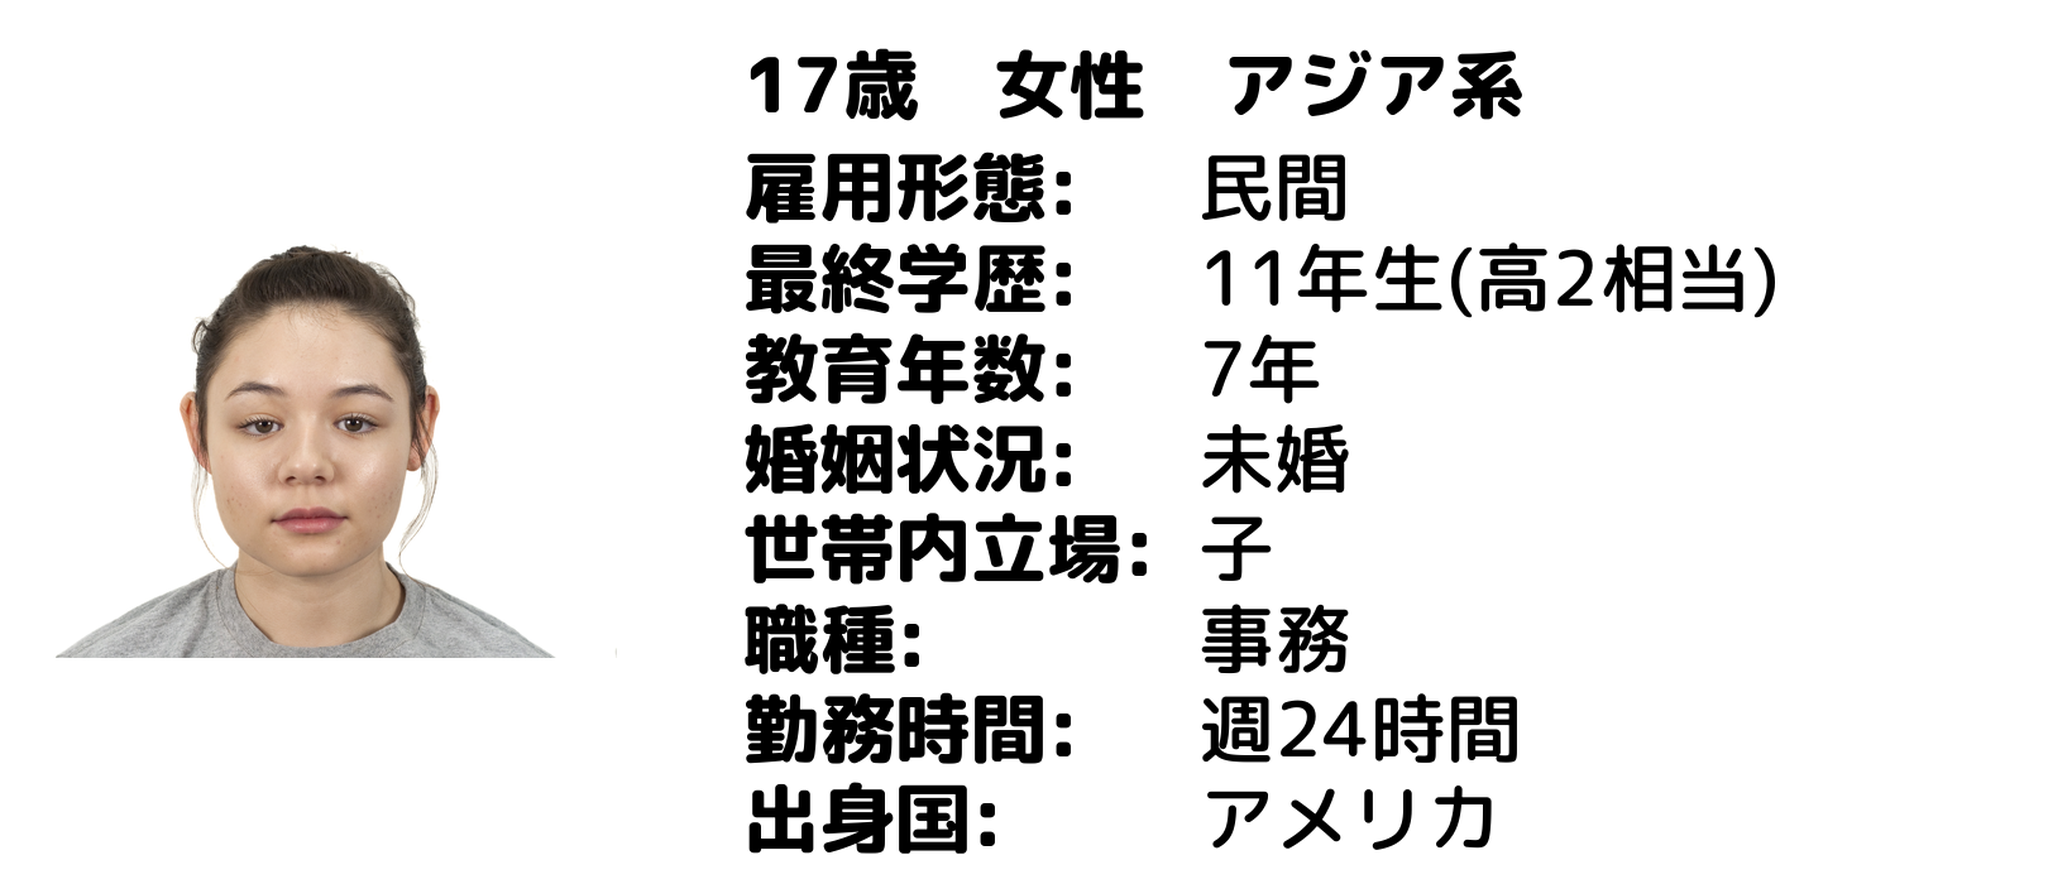 17歳　女性　アジア系
雇用形態:　民間
最終学歴:　11年生(高2相当)
教育年数:　7年
婚姻状況:　未婚
世帯内立場:　子
職種:　事務
勤務時間:　週24時間
出身国:　アメリカ